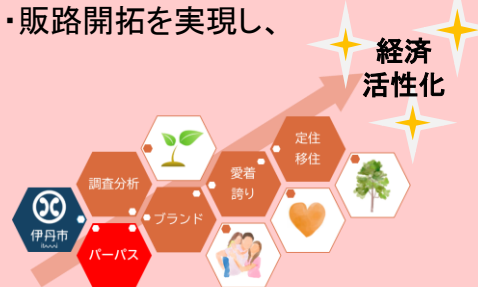 ・販路開拓を実現し、
経済
活性化
定住
移住
愛着
誇り
調査分析
ブランド
伊丹市
パーパス